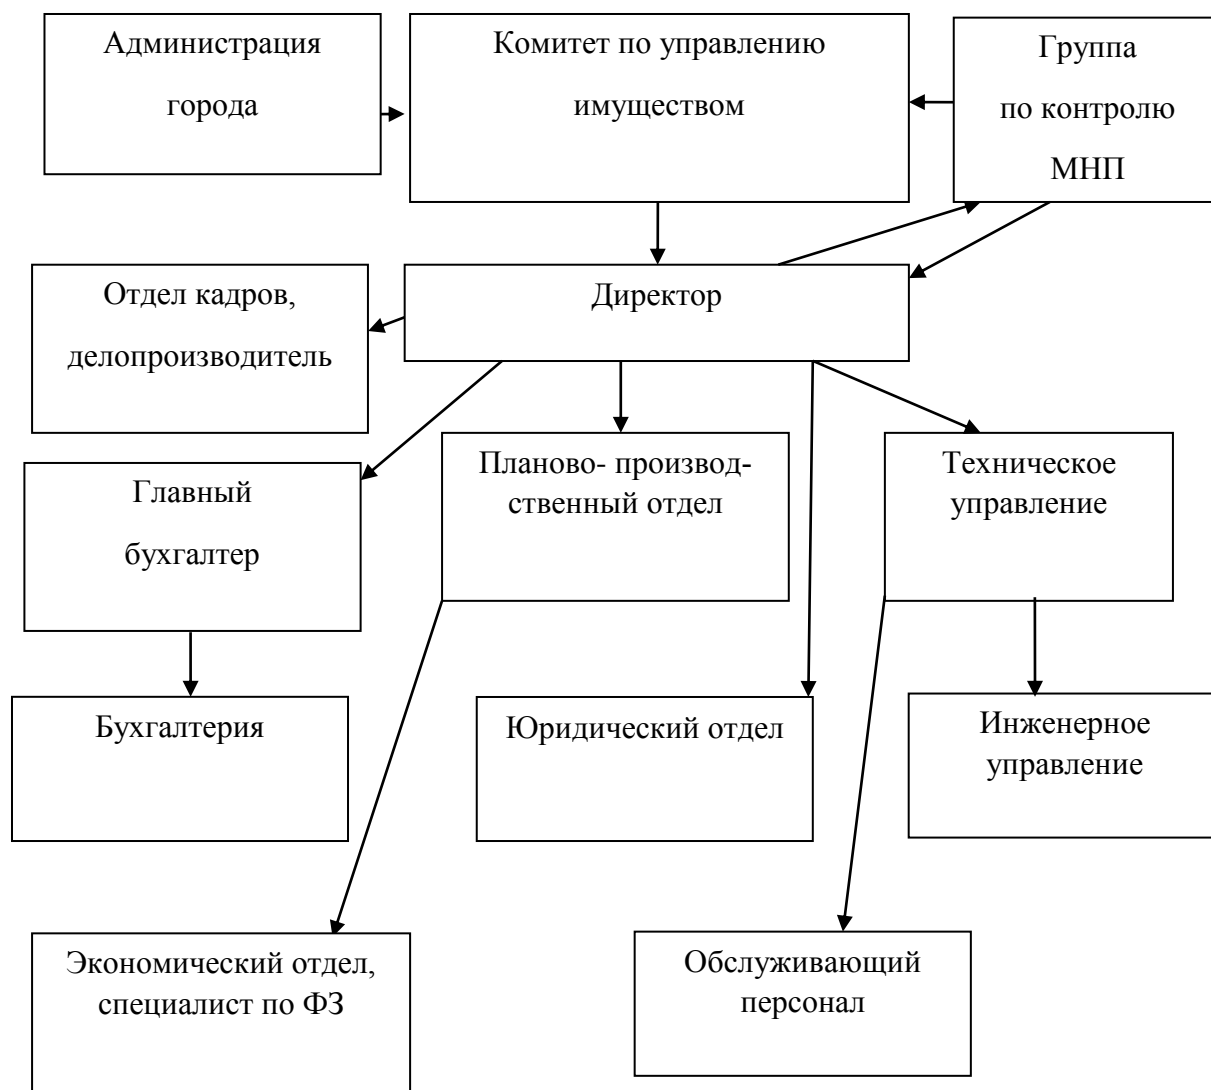 Администрация
города
Комитет по управлению
имуществом
Группа
по контролю
МНП
Отдел кадров,
делопроизводитель
Директор
Главный
бухгалтер
Планово- производ-
ственный отдел
Техническое
управление
Бухгалтерия
Юридический отдел
Инженерное
управление
Экономический отдел,
специалист по ФЗ
Обслуживающий
персонал